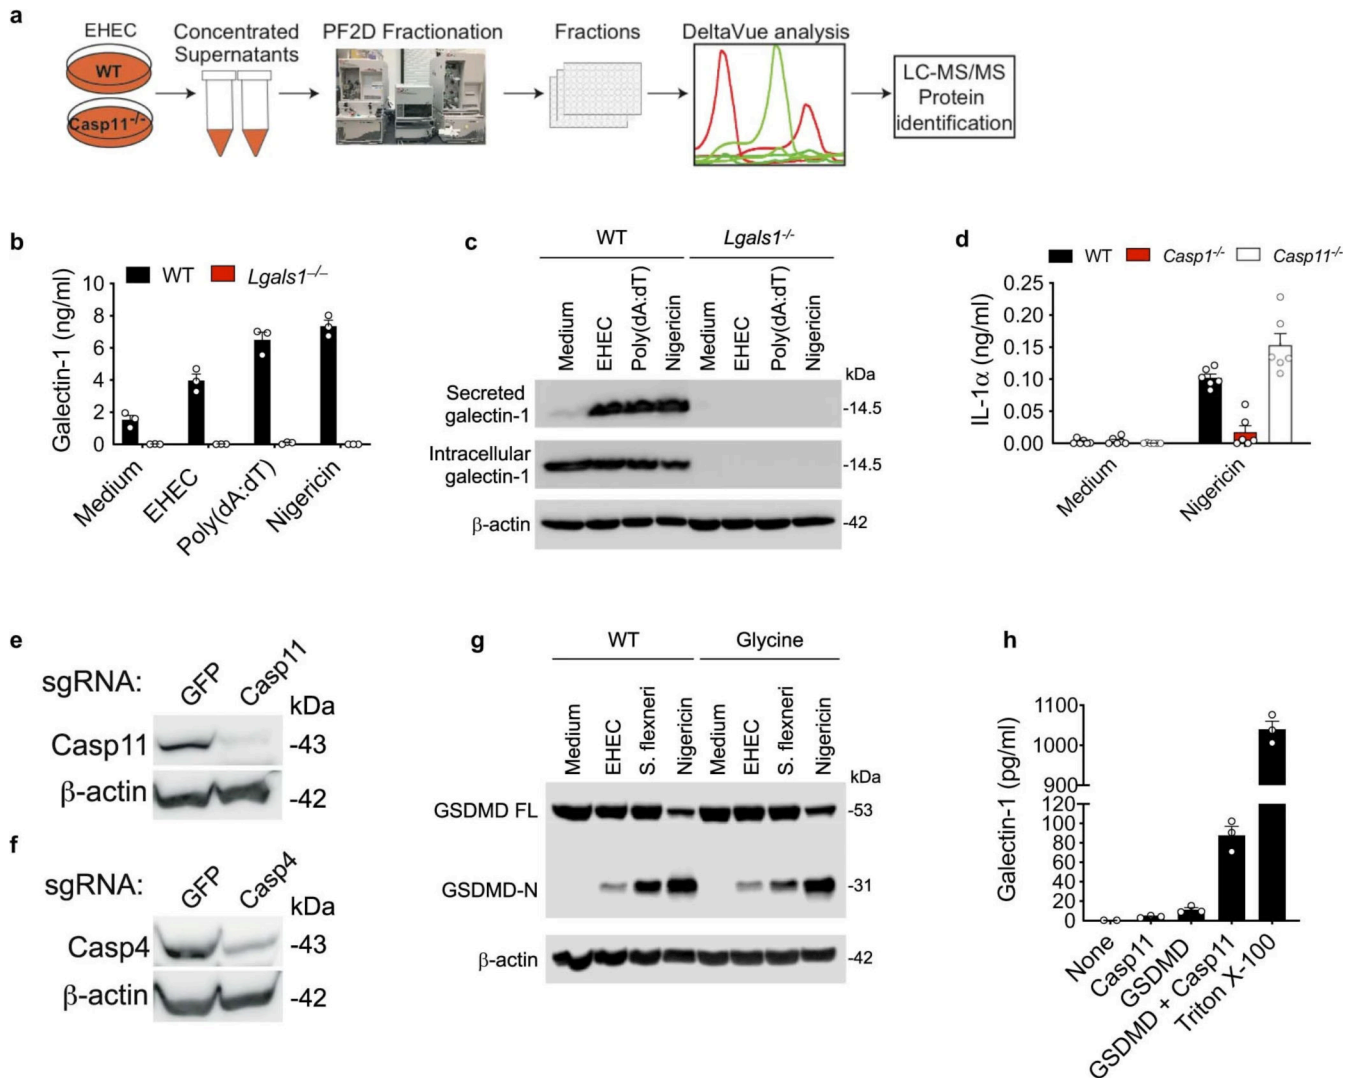 a
EHEC
WT
Casp11-/-
Concentrated
Supernatants
PF2D Fractionation
Fractions
DeltaVue analysis
LC-MS/MS
Protein
identification
b
WT
Lgals1–/–
Galectin-1 (ng/ml)
10
8
6
4
2
0
Medium
EHEC
Poly(dA:dT)
Nigericin
c
WT
Lgals1-/-
Medium
EHEC
Poly(dA:dT)
Nigericin
Medium
EHEC
Poly(dA:dT)
Nigericin
kDa
Secreted
galectin-1
-14.5
Intracellular
galectin-1
-14.5
β-actin
-42
d
WT
Casp1-/-
Casp11-/-
IL-1α (ng/ml)
0.25
0.20
0.15
0.10
0.05
0.00
Medium
Nigericin
e
sgRNA:
GFP
Casp11
kDa
Casp11
-43
β-actin
-42
f
sgRNA:
GFP
Casp4
kDa
Casp4
-43
β-actin
-42
g
WT
Glycine
Medium
EHEC
S. flexneri
Nigericin
Medium
EHEC
S. flexneri
Nigericin
kDa
GSDMD FL
-53
GSDMD-N
-31
β-actin
-42
h
Galectin-1 (pg/ml)
1100
1000
900
120
100
80
60
40
20
0
None
Casp11
GSDMD
GSDMD + Casp11
Triton X-100